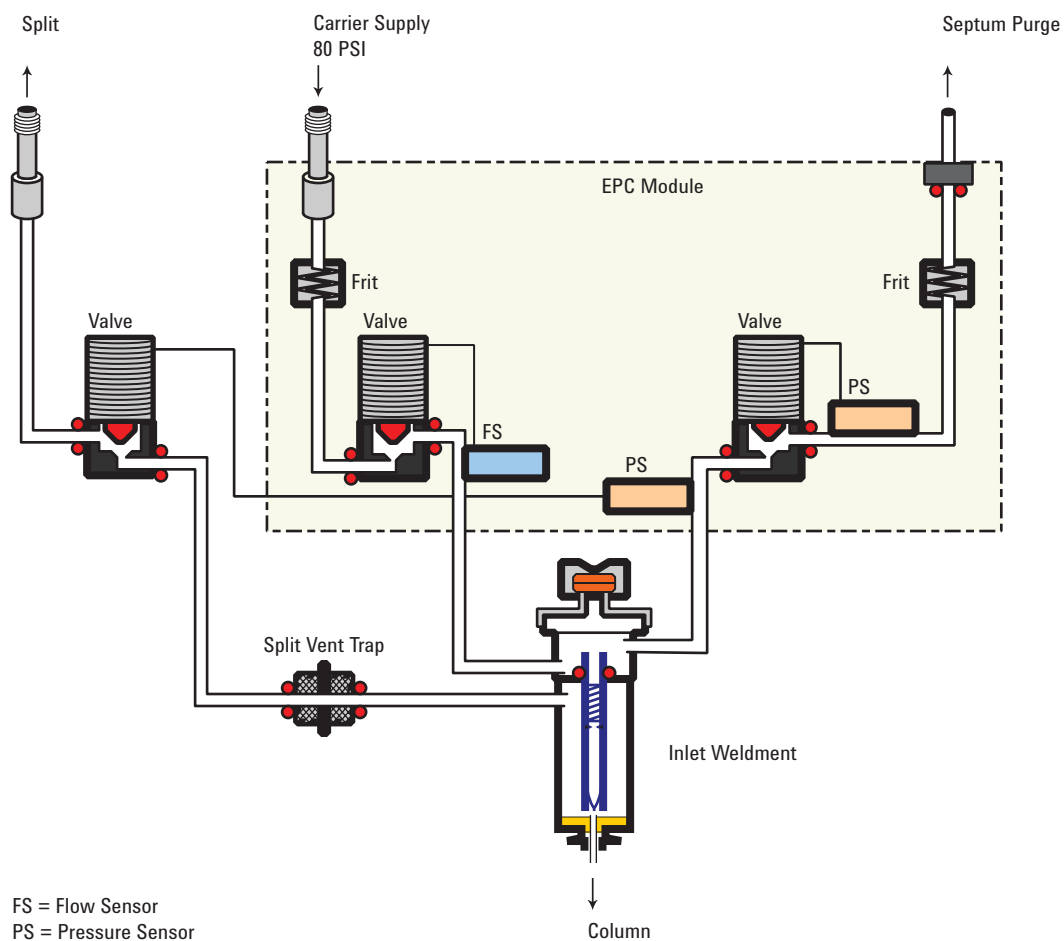 Split
Carrier Supply
80 PSI
Septum Purge
EPC Module
Frit
Frit
Valve
Valve
Valve
PS
FS
PS
Split Vent Trap
Inlet Weldment
FS = Flow Sensor
PS = Pressure Sensor
Column